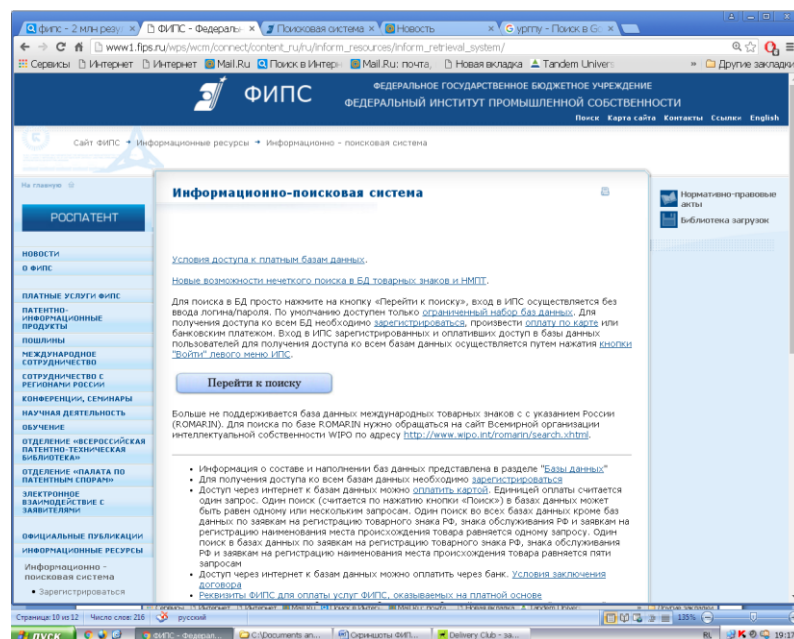 фипс - 2 млн резу
ФИПС - Федераль
Поисковая система
Новость
ургпу - Поиск в Go
www1.fips.ru/wps/wcm/connect/content_ru/ru/inform_resources/inform_retrieval_system/
Сервисы Интернет Интернет Mail.Ru Поиск в Интерн Mail.Ru: почта, Новая вкладка Tandem Univers » Другие закладки
ФИПС
ФЕДЕРАЛЬНОЕ ГОСУДАРСТВЕННОЕ БЮДЖЕТНОЕ УЧРЕЖДЕНИЕ
ФЕДЕРАЛЬНЫЙ ИНСТИТУТ ПРОМЫШЛЕННОЙ СОБСТВЕННОСТИ
Поиск Карта сайта Контакты Ссылки English
Сайт ФИПС Информационные ресурсы Информационно - поисковая система
На главную
РОСПАТЕНТ
НОВОСТИ
О ФИПС
ПЛАТНЫЕ УСЛУГИ ФИПС
ПАТЕНТНО-
ИНФОРМАЦИОННЫЕ
ПРОДУКТЫ
ПОШЛИНЫ
МЕЖДУНАРОДНОЕ
СОТРУДНИЧЕСТВО
СОТРУДНИЧЕСТВО С
РЕГИОНАМИ РОССИИ
КОНФЕРЕНЦИИ, СЕМИНАРЫ
НАУЧНАЯ ДЕЯТЕЛЬНОСТЬ
ОБУЧЕНИЕ
ОТДЕЛЕНИЕ «ВСЕРОССИЙСКАЯ
ПАТЕНТНО-ТЕХНИЧЕСКАЯ
БИБЛИОТЕКА»
ОТДЕЛЕНИЕ «ПАЛАТА ПО
ПАТЕНТНЫМ СПОРАМ»
ЭЛЕКТРОННОЕ
ВЗАИМОДЕЙСТВИЕ С
ЗАЯВИТЕЛЯМИ
ОФИЦИАЛЬНЫЕ ПУБЛИКАЦИИ
ИНФОРМАЦИОННЫЕ РЕСУРСЫ
Информационно -
поисковая система
• Зарегистрироваться
Информационно-поисковая система
Условия доступа к платным базам данных.
Новые возможности нечеткого поиска в БД товарных знаков и НМПТ.
Для поиска в БД просто нажмите на кнопку «Перейти к поиску», вход в ИПС осуществляется без
ввода логина/пароля. По умолчанию доступен только ограниченный набор баз данных. Для
получения доступа ко всем БД необходимо зарегистрироваться, произвести оплату по карте или
банковским платежом. Вход в ИПС зарегистрированных и оплативших доступ в базы данных
пользователей для получения доступа ко всем базам данных осуществляется путем нажатия кнопки
"Войти" левого меню ИПС.
Перейти к поиску
Больше не поддерживается база данных международных товарных знаков с с указанием России
(ROMARIN). Для поиска по базе ROMARIN нужно обращаться на сайт Всемирной организации
интеллектуальной собственности WIPO по адресу http://www.wipo.int/romarin/search.xhtml.
• Информация о составе и наполнении баз данных представлена в разделе "Базы данных"
• Для получения доступа ко всем базам данных необходимо зарегистрироваться
• Доступ через интернет к базам данных можно оплатить картой. Единицей оплаты считается
один запрос. Один поиск (считается по нажатию кнопки «Поиск») в базах данных может
быть равен одному или нескольким запросам. Один поиск во всех базах данных кроме баз
данных по заявкам на регистрацию товарного знака РФ, знака обслуживания РФ и заявкам на
регистрацию наименования места происхождения товара равняется одному запросу. Один
поиск в базах данных по заявкам на регистрацию товарного знака РФ, знака обслуживания
РФ и заявкам на регистрацию наименования места происхождения товара равняется пяти
запросам
• Доступ через интернет к базам данных можно оплатить через банк. Условия заключения
договора
• Реквизиты ФИПС для оплаты услуг ФИПС, оказываемых на платной основе
Нормативно-правовые
акты
Библиотека загрузок
Страница: 10 из 12 Число слов: 216 русский 135%
пуск ФИПС - Федерал... C:\Documents an... Скриншоты ФИП... Delivery Club - за... RL 19:13